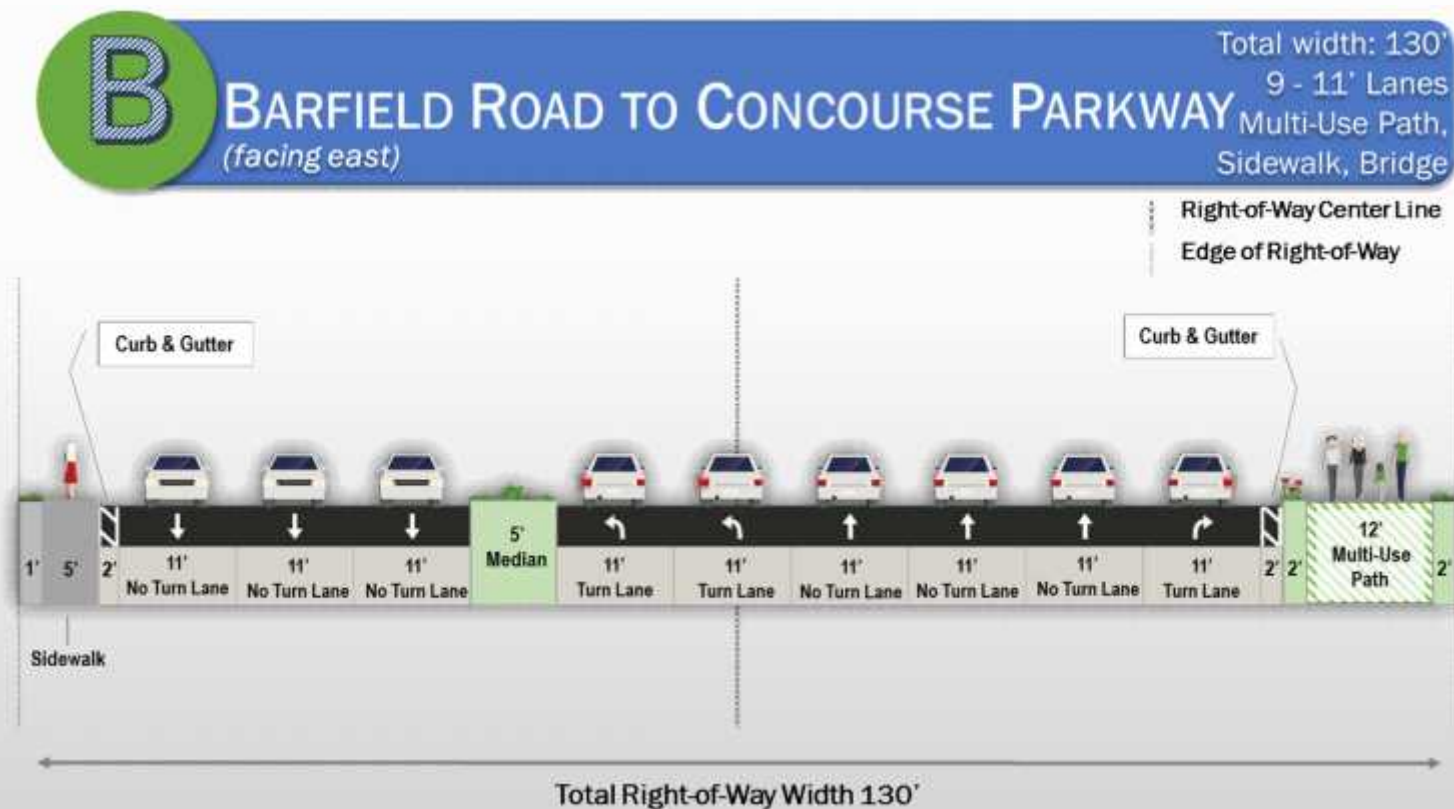 B
BARFIELD ROAD TO CONCOURSE PARKWAY
(facing east)
Total width: 130'
9 - 11' Lanes
Multi-Use Path,
Sidewalk, Bridge
Right-of-Way Center Line
Edge of Right-of-Way
Curb & Gutter
Curb & Gutter
1'
5'
2'
11'
No Turn Lane
11'
No Turn Lane
11'
No Turn Lane
5'
Median
11'
Turn Lane
11'
Turn Lane
11'
No Turn Lane
11'
No Turn Lane
11'
No Turn Lane
11'
Turn Lane
2'
2'
12'
Multi-Use
Path
2'
Sidewalk
Total Right-of-Way Width 130'